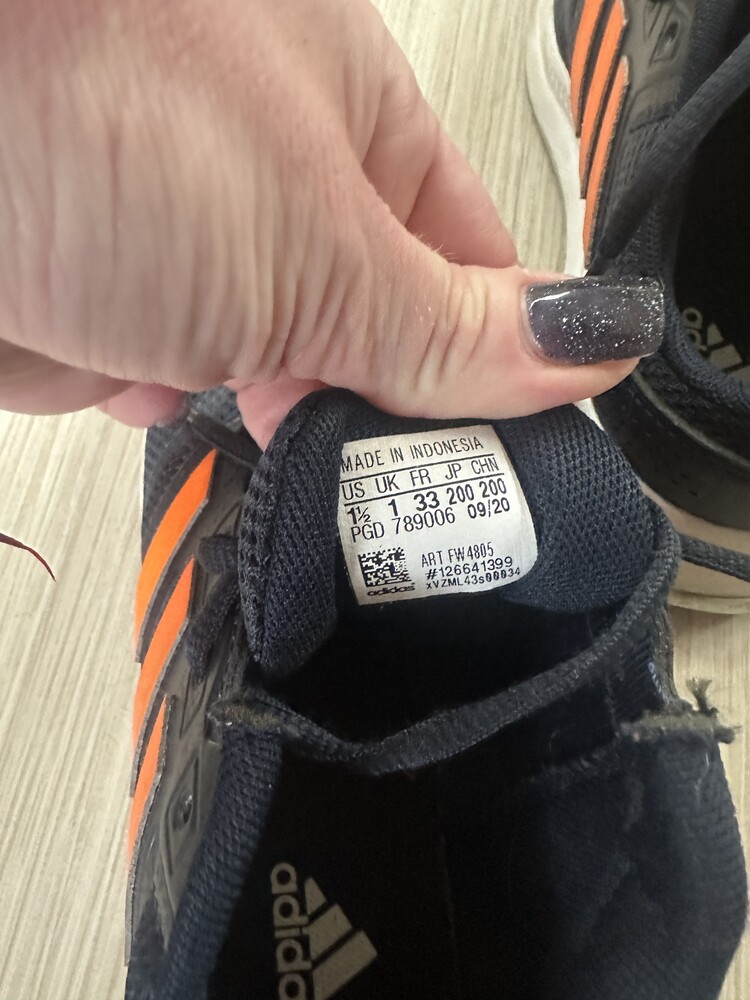 MADE IN INDONESIA
US UK FR JP CHN
1½ 1 33 200 200
PGD 789006 09/20
ART FW4805
#126641399
xVZML43s00034
adidas
adidas
adidas